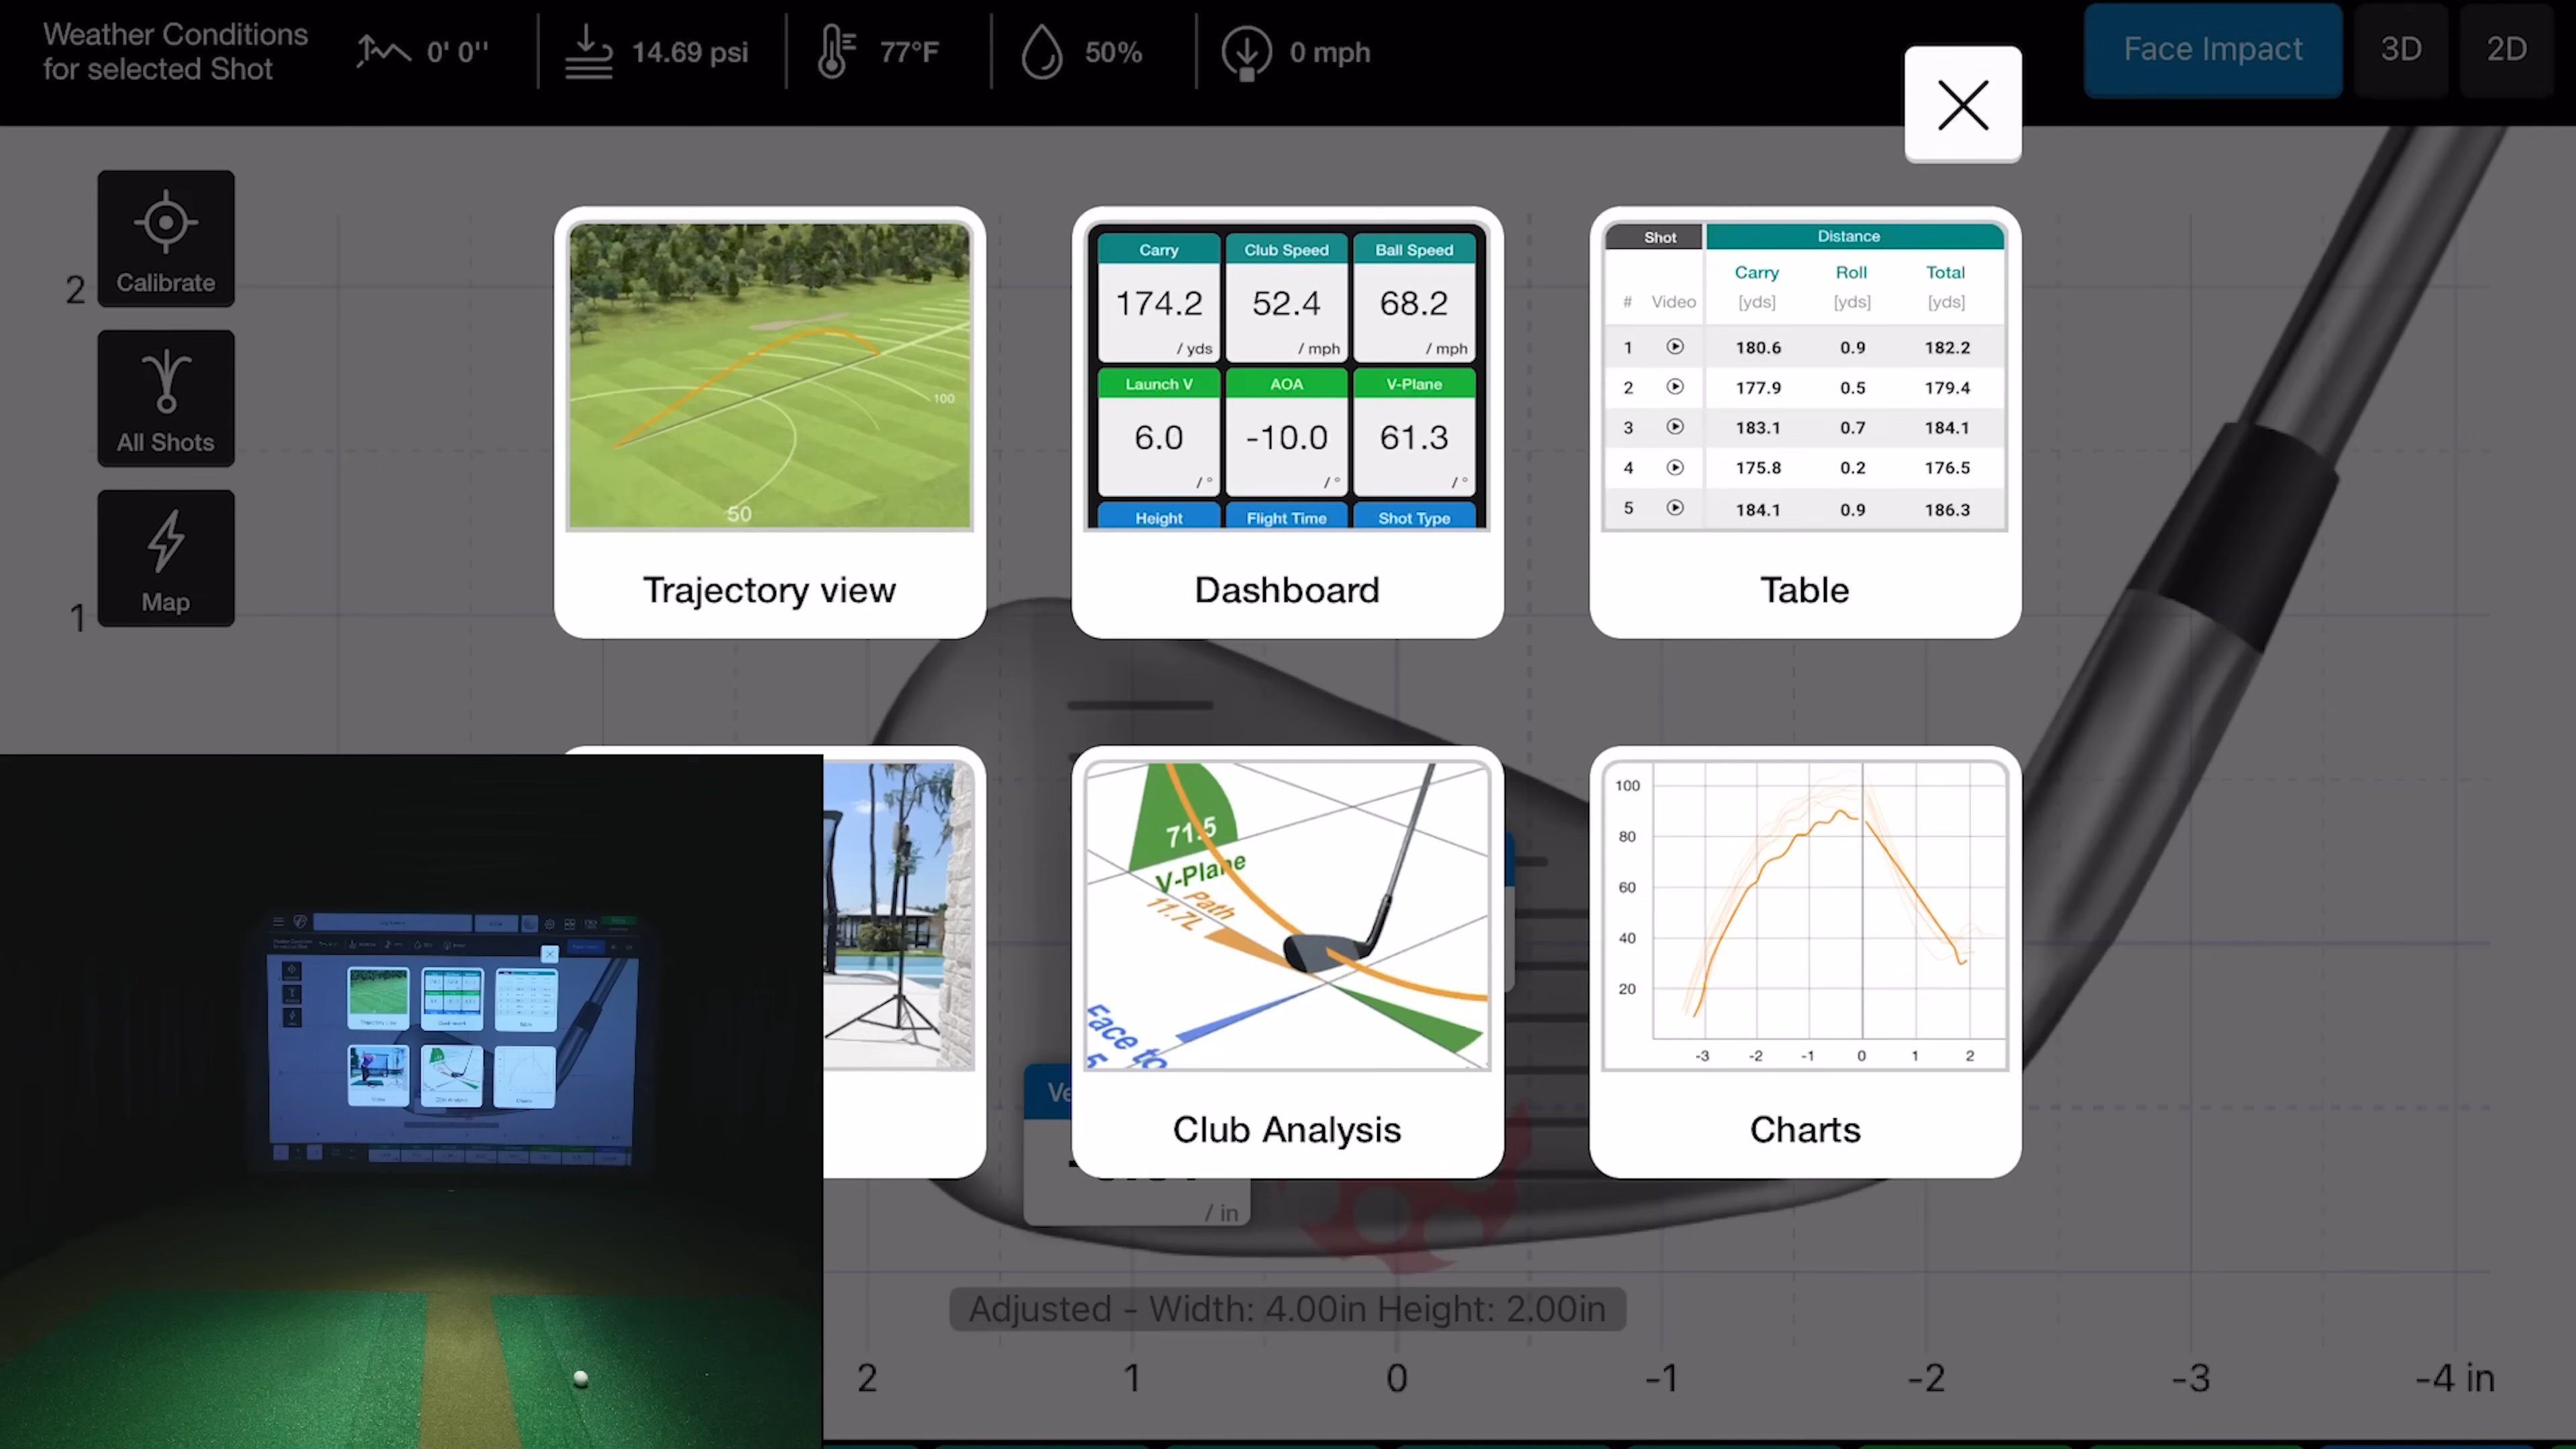 Weather Conditions
for selected Shot
0' 0''
14.69 psi
77°F
50%
0 mph
Face Impact
3D
2D
Calibrate
All Shots
Map
2
1
50
100
Trajectory view
Carry
Club Speed
Ball Speed
174.2
52.4
68.2
/ yds
/ mph
/ mph
Launch V
AOA
V-Plane
6.0
-10.0
61.3
/ °
/ °
/ °
Height
Flight Time
Shot Type
Dashboard
Shot
Distance
Carry Roll Total
# Video [yds] [yds] [yds]
1 180.6 0.9 182.2
2 177.9 0.5 179.4
3 183.1 0.7 184.1
4 175.8 0.2 176.5
5 184.1 0.9 186.3
Table
71.5
V-Plane
Path
11.7L
Face to
5
Club Analysis
100
80
60
40
20
-3 -2 -1 0 1 2
Charts
/ in
Adjusted - Width: 4.00in Height: 2.00in
2 1 0 -1 -2 -3 -4 in